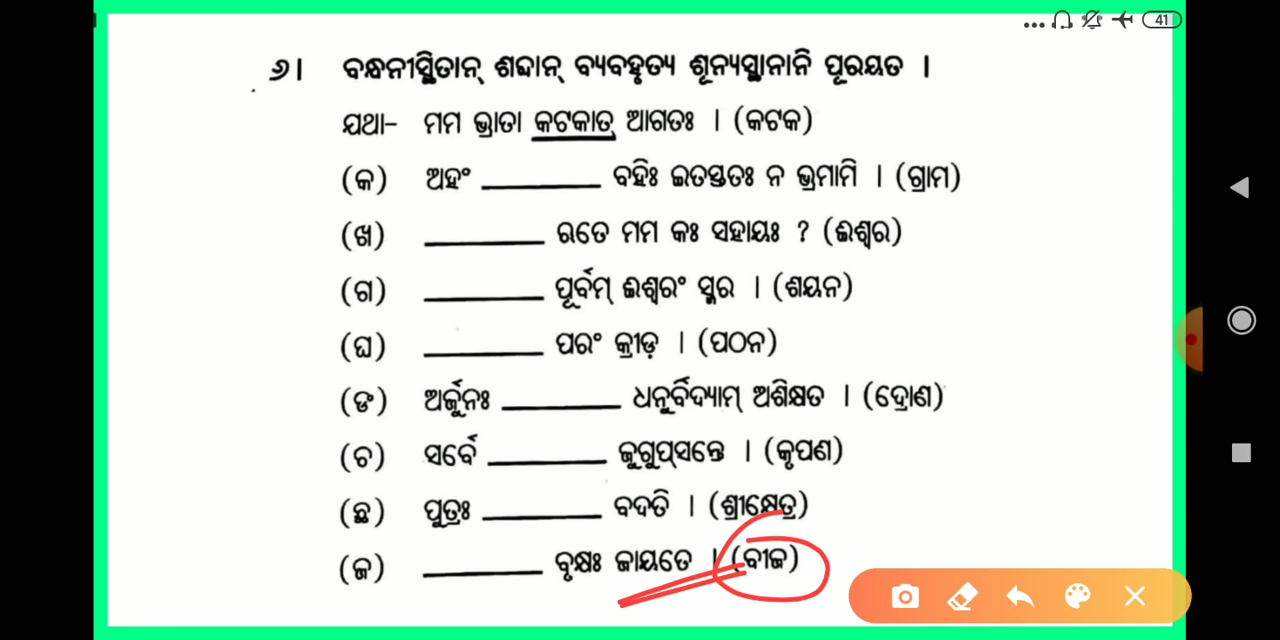 41
୬। ବନ୍ଧନୀସ୍ଥିତାନ୍ ଶବ୍ଦାନ୍ ବ୍ୟବହୃତ୍ୟ ଶୂନ୍ୟସ୍ଥାନାନି ପୂରୟତ ।
ଯଥା- ମମ ଭ୍ରାତା କଟକାତ୍ ଆଗତଃ । (କଟକ)
(କ) ଅହଂ ________ ବହିଃ ଇତସ୍ତତଃ ନ ଭ୍ରମାମି । (ଗ୍ରାମ)
(ଖ) ________ ଋତେ ମମ କଃ ସହାୟଃ ? (ଈଶ୍ୱର)
(ଗ) ________ ପୂର୍ବମ୍ ଈଶ୍ୱରଂ ସ୍ମର । (ଶୟନ)
(ଘ) ________ ପରଂ କ୍ରୀଡ଼ । (ପଠନ)
(ଙ) ଅର୍ଜୁନଃ ________ ଧନୁର୍ବିଦ୍ୟାମ୍ ଅଶିକ୍ଷତ । (ଦ୍ରୋଣ)
(ଚ) ସର୍ବେ ________ ଜୁଗୁପ୍‌ସନ୍ତେ । (କୃପଣ)
(ଛ) ପୁତ୍ରଃ ________ ବଦତି । (ଶ୍ରୀକ୍ଷେତ୍ର)
(ଜ) ________ ବୃକ୍ଷଃ ଜାୟତେ । (ବୀଜ)